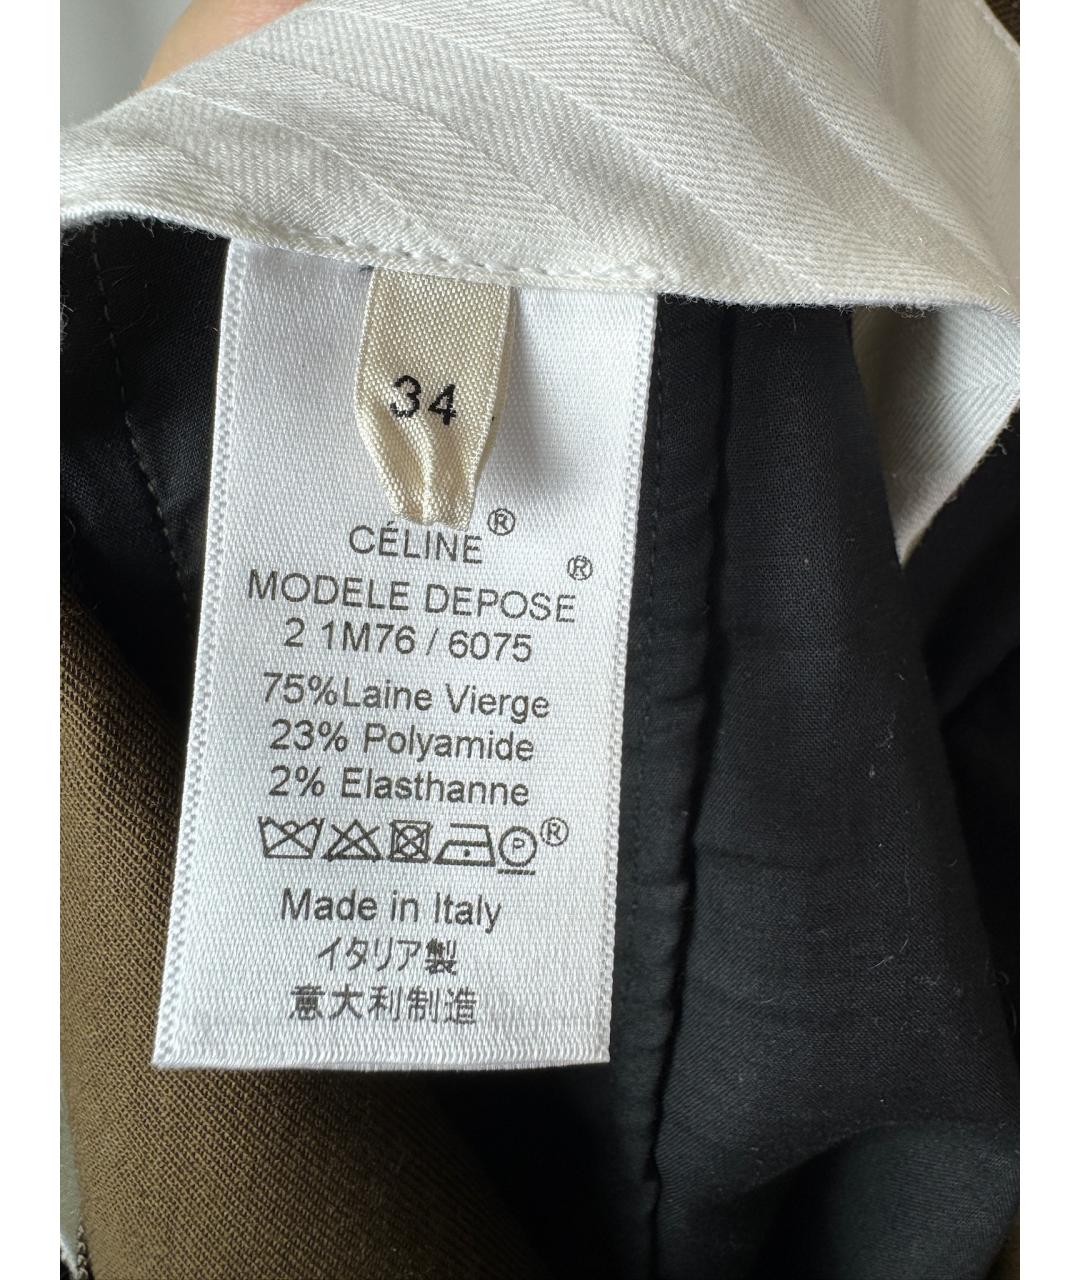 34
CÉLINE®
MODELE DEPOSE®
2 1M76 / 6075
75%Laine Vierge
23% Polyamide
2% Elasthanne
P ®
Made in Italy
イタリア製
意大利制造